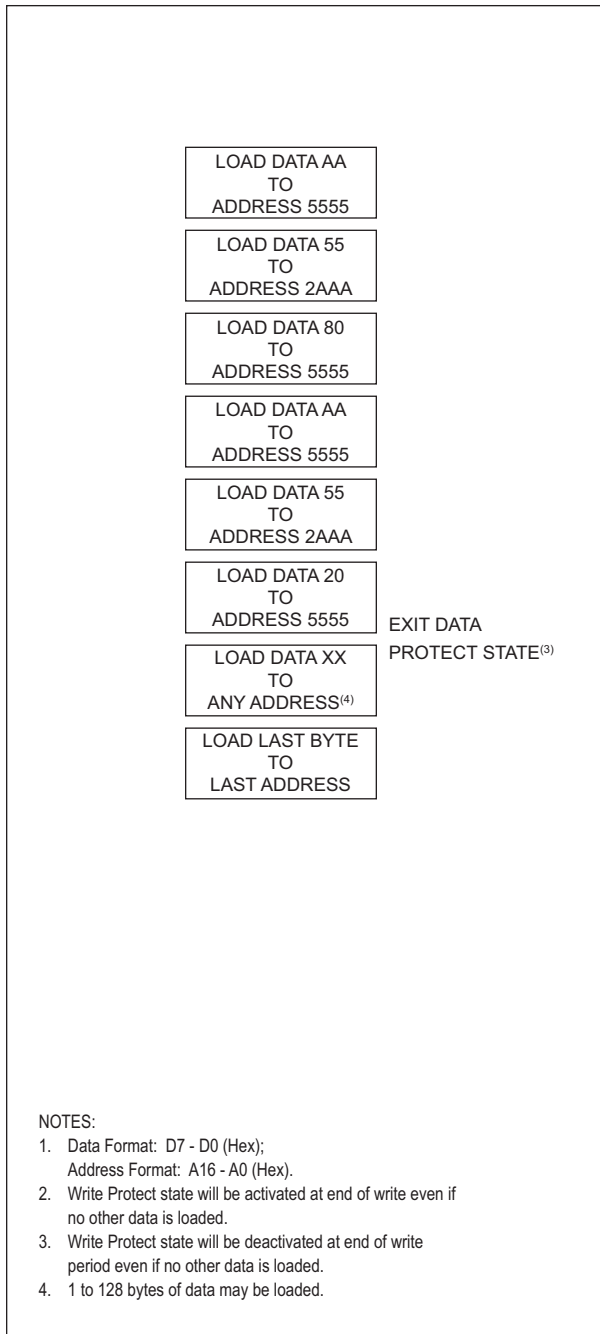 LOAD DATA AA
TO
ADDRESS 5555
LOAD DATA 55
TO
ADDRESS 2AAA
LOAD DATA 80
TO
ADDRESS 5555
LOAD DATA AA
TO
ADDRESS 5555
LOAD DATA 55
TO
ADDRESS 2AAA
LOAD DATA 20
TO
ADDRESS 5555
EXIT DATA
PROTECT STATE(3)
LOAD DATA XX
TO
ANY ADDRESS(4)
LOAD LAST BYTE
TO
LAST ADDRESS
NOTES:
1. Data Format: D7 - D0 (Hex);
Address Format: A16 - A0 (Hex).
2. Write Protect state will be activated at end of write even if
no other data is loaded.
3. Write Protect state will be deactivated at end of write
period even if no other data is loaded.
4. 1 to 128 bytes of data may be loaded.